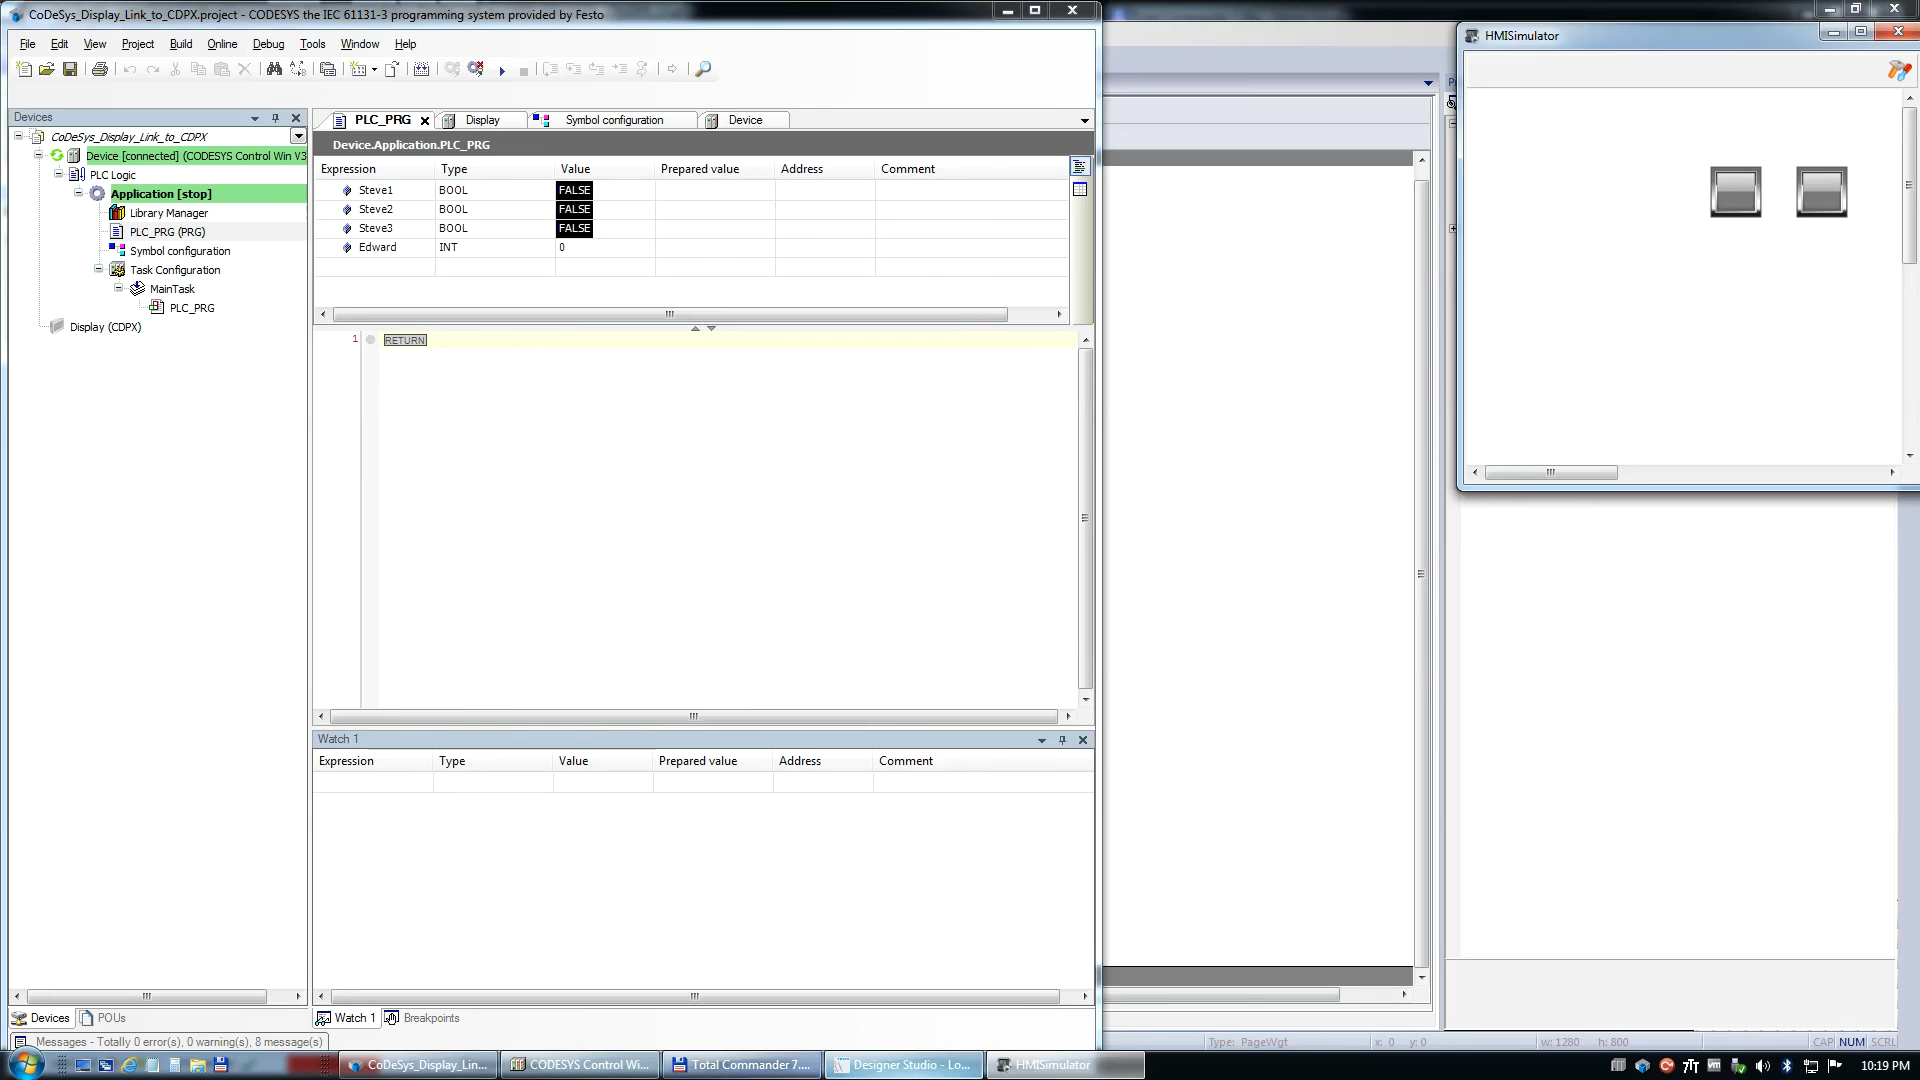 CoDeSys_Display_Link_to_CDPX.project - CODESYS the IEC 61131-3 programming system provided by Festo
File Edit View Project Build Online Debug Tools Window Help
Devices
CoDeSys_Display_Link_to_CDPX
Device [connected] (CODESYS Control Win V3
PLC Logic
Application [stop]
Library Manager
PLC_PRG (PRG)
Symbol configuration
Task Configuration
MainTask
PLC_PRG
Display (CDPX)
PLC_PRG Display Symbol configuration Device
Device.Application.PLC_PRG
Expression Type Value Prepared value Address Comment
Steve1 BOOL FALSE
Steve2 BOOL FALSE
Steve3 BOOL FALSE
Edward INT 0
1 RETURN
Watch 1
Expression Type Value Prepared value Address Comment
Devices POUs
Watch 1 Breakpoints
Messages - Totally 0 error(s), 0 warning(s), 8 message(s)
HMISimulator
Type: PageWgt x: 0 y: 0 w: 1280 h: 800 CAP NUM SCRL
CoDeSys_Display_Lin... CODESYS Control Wi... Total Commander 7.... Designer Studio - Lo... HMISimulator
10:19 PM